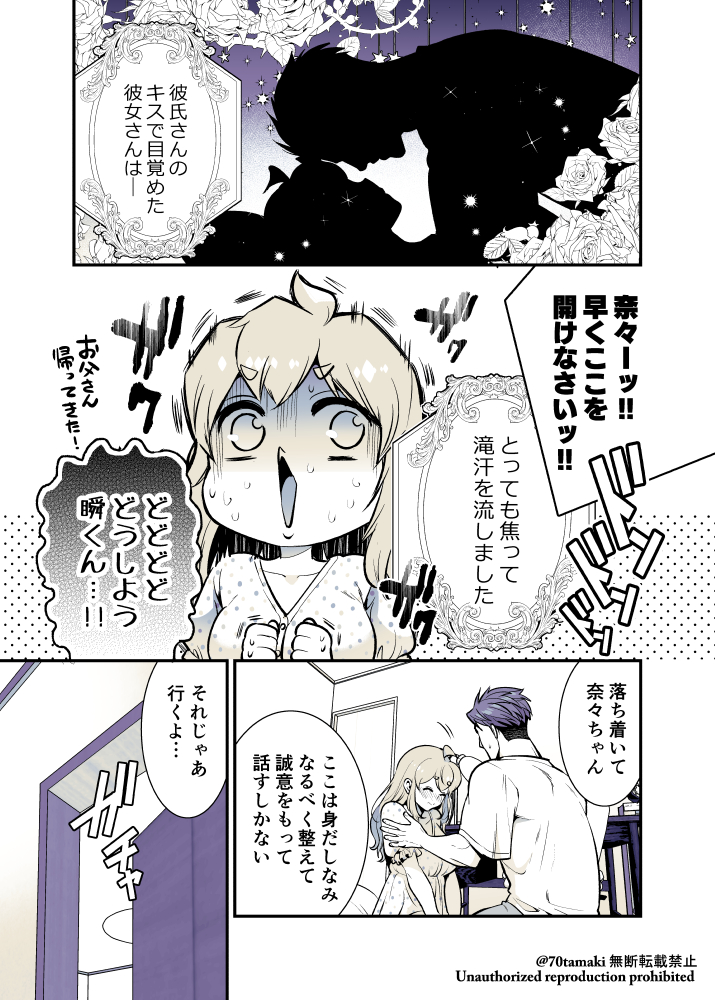 彼氏さんの
キスで目覚めた
彼女さんは―
奈々ーッ!!
早くここを
開けなさいッ!!
ドンッ
ドンッ
とっても焦って
滝汗を流しました
ガク
ガク
ガク
お父さん
帰ってきた!
どどどど
どうしよう
瞬くん…!!
落ち着いて
奈々ちゃん
ここは身だしなみ
なるべく整えて
誠意をもって
話すしかない
それじゃあ
行くよ…
ガチャ
@70tamaki 無断転載禁止
Unauthorized reproduction prohibited